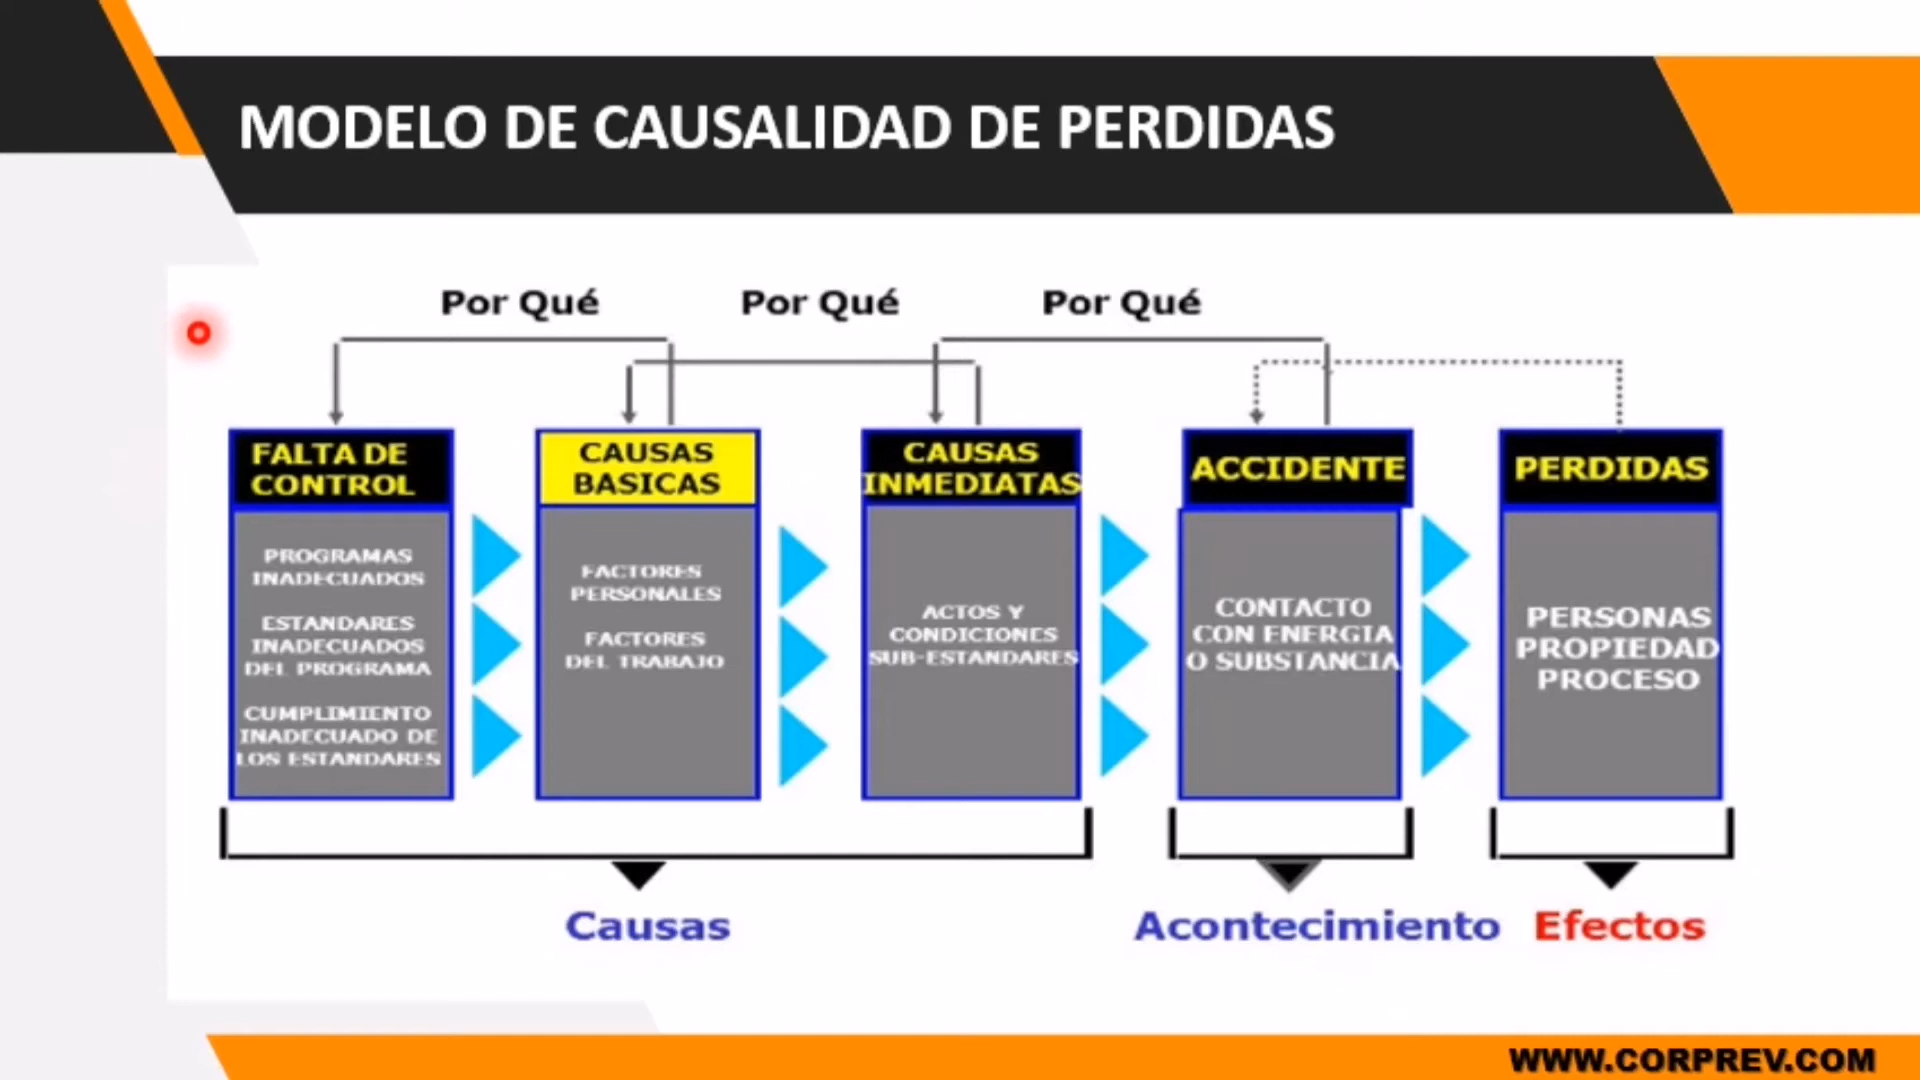 MODELO DE CAUSALIDAD DE PERDIDAS
Por Qué
Por Qué
Por Qué
FALTA DE
CONTROL
PROGRAMAS
INADECUADOS
ESTANDARES
INADECUADOS
DEL PROGRAMA
CUMPLIMIENTO
INADECUADO DE
LOS ESTANDARES
CAUSAS
BASICAS
FACTORES
PERSONALES
FACTORES
DEL TRABAJO
CAUSAS
INMEDIATAS
ACTOS Y
CONDICIONES
SUB-ESTANDARES
ACCIDENTE
CONTACTO
CON ENERGIA
O SUBSTANCIA
PERDIDAS
PERSONAS
PROPIEDAD
PROCESO
Causas
Acontecimiento
Efectos
WWW.CORPREV.COM